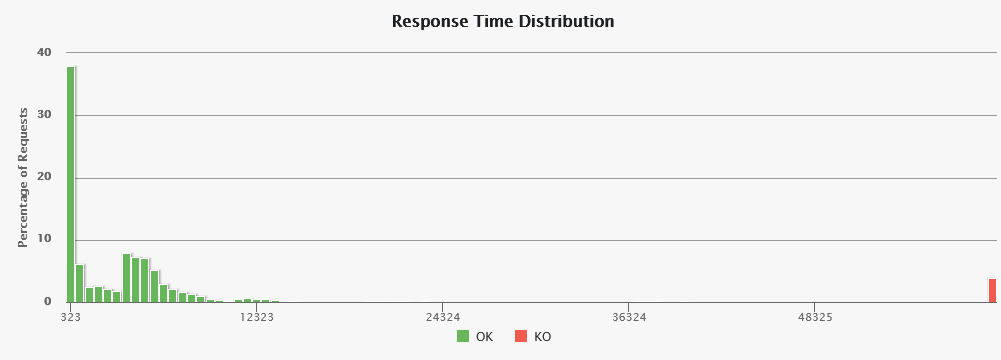 Response Time Distribution
Percentage of Requests
40
30
20
10
0
323 12323 24324 36324 48325
OK KO